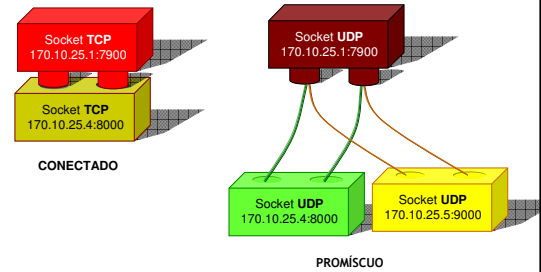 Socket TCP
170.10.25.1:7900
Socket TCP
170.10.25.4:8000
CONECTADO
Socket UDP
170.10.25.1:7900
Socket UDP
170.10.25.4:8000
Socket UDP
170.10.25.5:9000
PROMÍSCUO